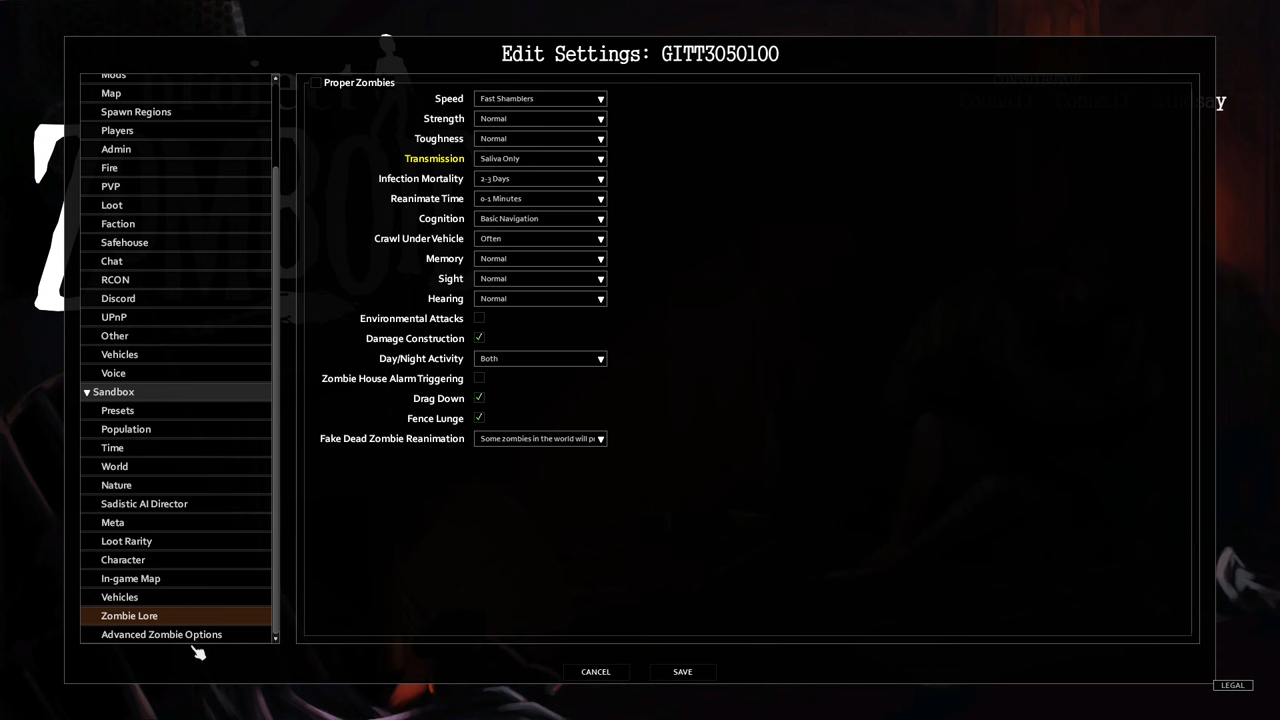 Edit Settings: GITT3050100
Mods
Map
Spawn Regions
Players
Admin
Fire
PVP
Loot
Faction
Safehouse
Chat
RCON
Discord
UPnP
Other
Vehicles
Voice
Sandbox
Presets
Population
Time
World
Nature
Sadistic AI Director
Meta
Loot Rarity
Character
In-game Map
Vehicles
Zombie Lore
Advanced Zombie Options
Proper Zombies
Speed Fast Shamblers
Strength Normal
Toughness Normal
Transmission Saliva Only
Infection Mortality 2-3 Days
Reanimate Time 0-1 Minutes
Cognition Basic Navigation
Crawl Under Vehicle Often
Memory Normal
Sight Normal
Hearing Normal
Environmental Attacks
Damage Construction
Day/Night Activity Both
Zombie House Alarm Triggering
Drag Down
Fence Lunge
Fake Dead Zombie Reanimation Some zombies in the world will
CANCEL SAVE
LEGAL